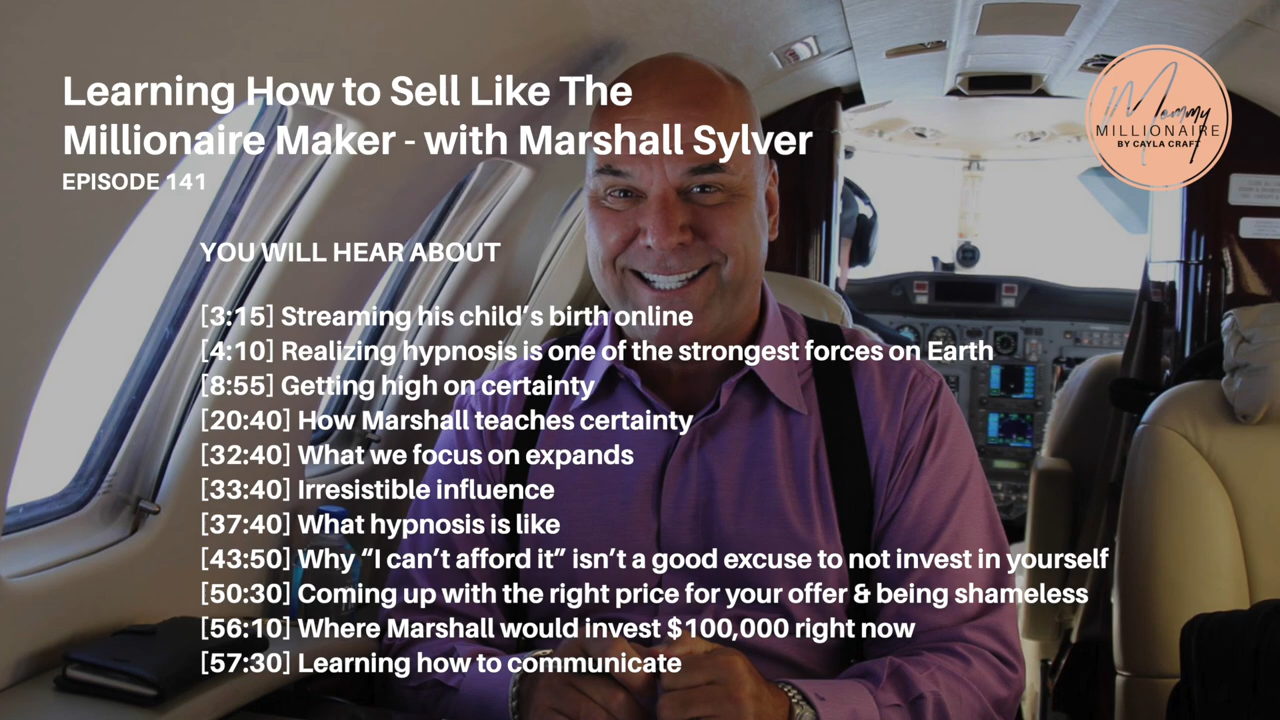 Learning How to Sell Like The
Millionaire Maker - with Marshall Sylver
EPISODE 141
Mommy
MILLIONAIRE
BY CAYLA CRAFT
YOU WILL HEAR ABOUT
[3:15] Streaming his child’s birth online
[4:10] Realizing hypnosis is one of the strongest forces on Earth
[8:55] Getting high on certainty
[20:40] How Marshall teaches certainty
[32:40] What we focus on expands
[33:40] Irresistible influence
[37:40] What hypnosis is like
[43:50] Why “I can’t afford it” isn’t a good excuse to not invest in yourself
[50:30] Coming up with the right price for your offer & being shameless
[56:10] Where Marshall would invest $100,000 right now
[57:30] Learning how to communicate